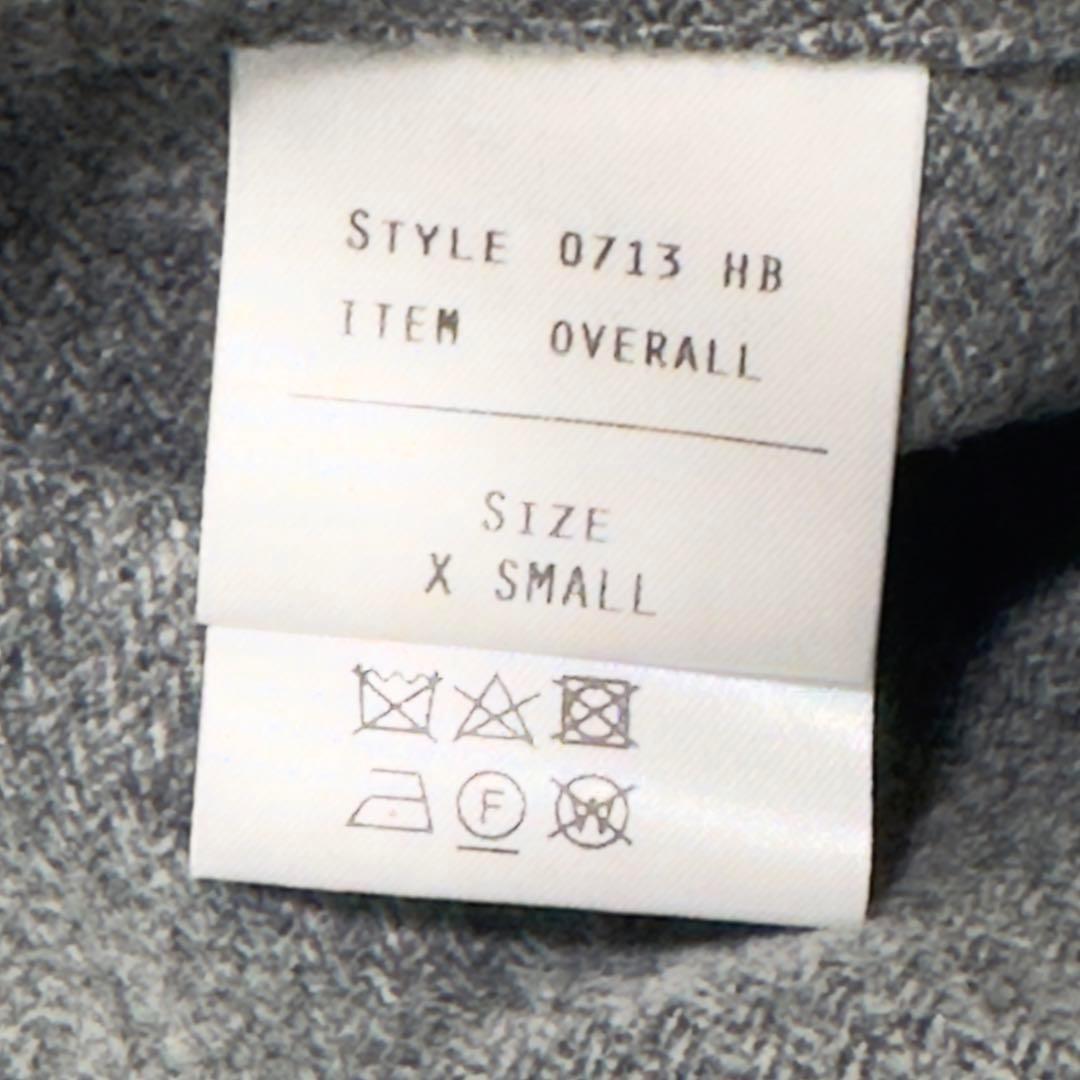 STYLE 0713 HB
ITEM OVERALL
SIZE
X SMALL
F W